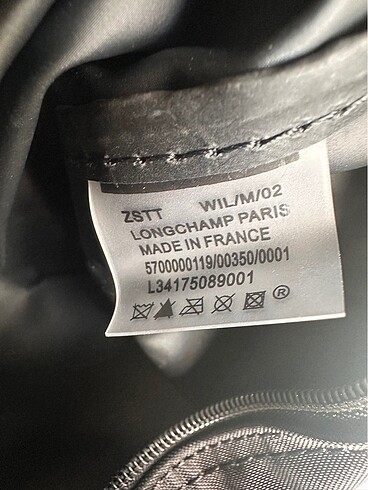 ZSTT WIL/M/02
LONGCHAMP PARIS
MADE IN FRANCE
5700000119/00350/0001
L34175089001
®